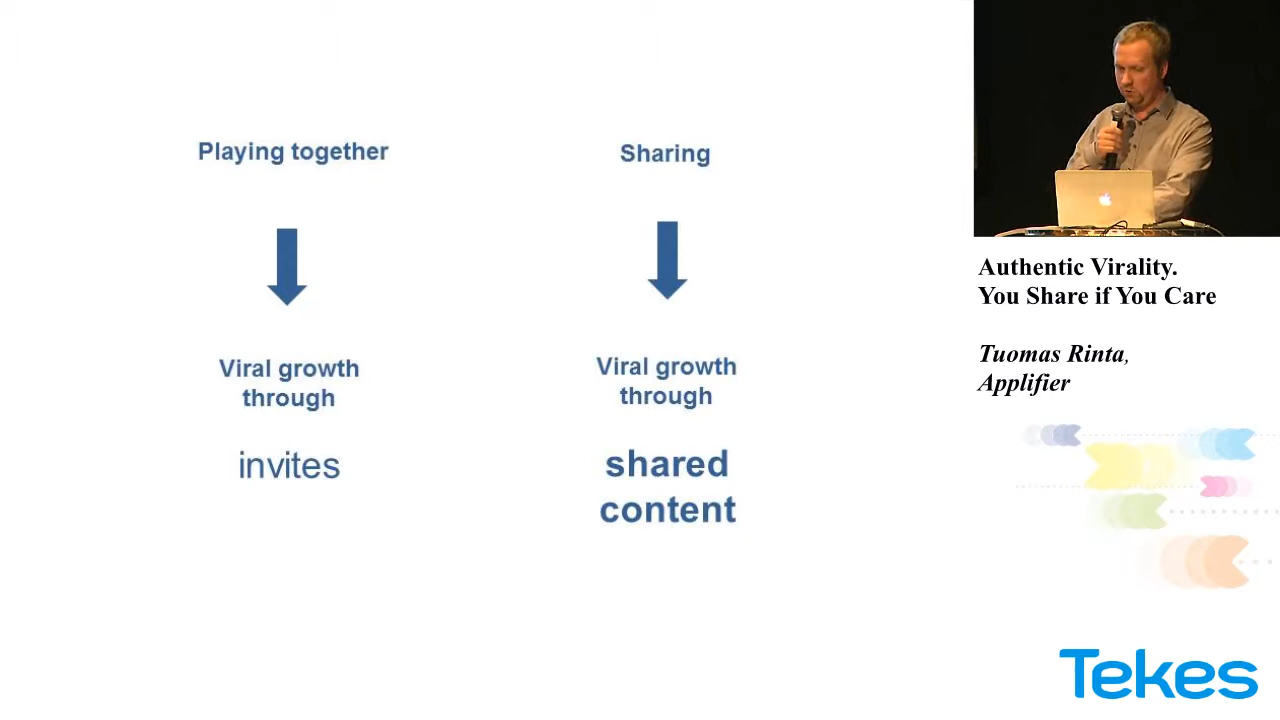 Playing together
Viral growth
through
invites
Sharing
Viral growth
through
shared
content
Authentic Virality.
You Share if You Care
Tuomas Rinta,
Applifier
Tekes